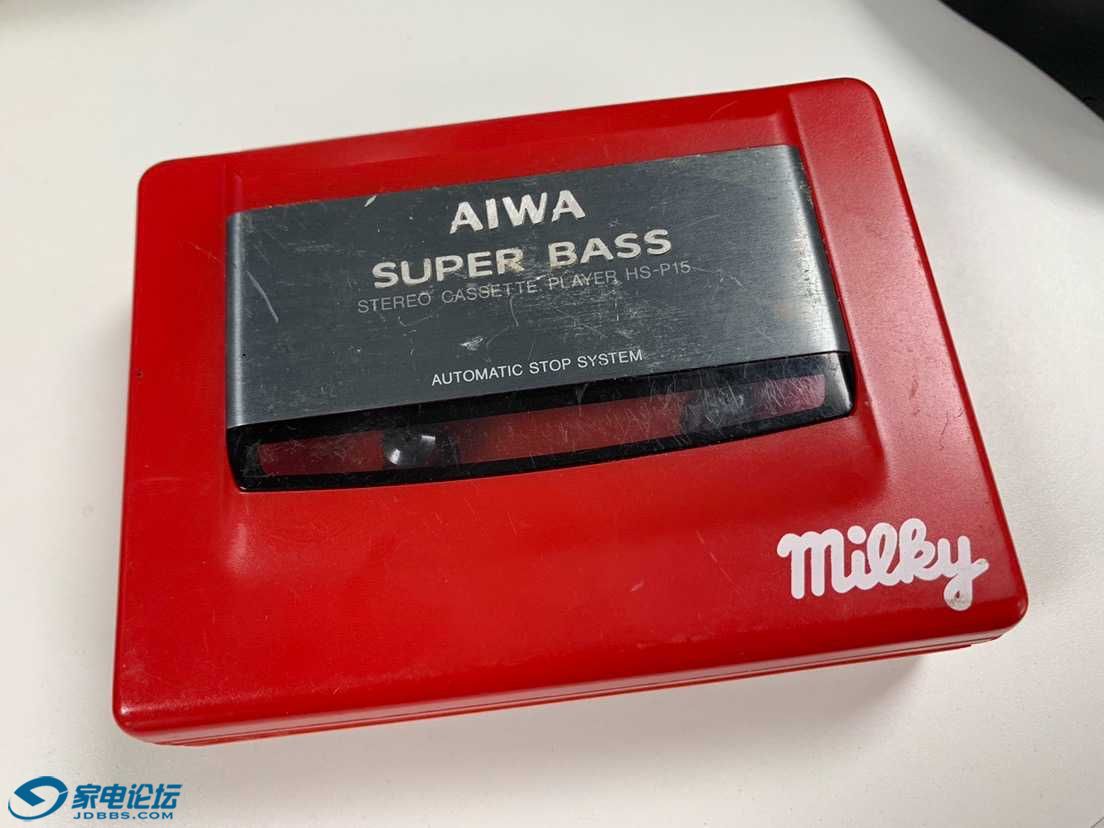 AIWA
SUPER BASS
STEREO CASSETTE PLAYER HS-P15
AUTOMATIC STOP SYSTEM
milky
家电论坛
JDBBS.COM